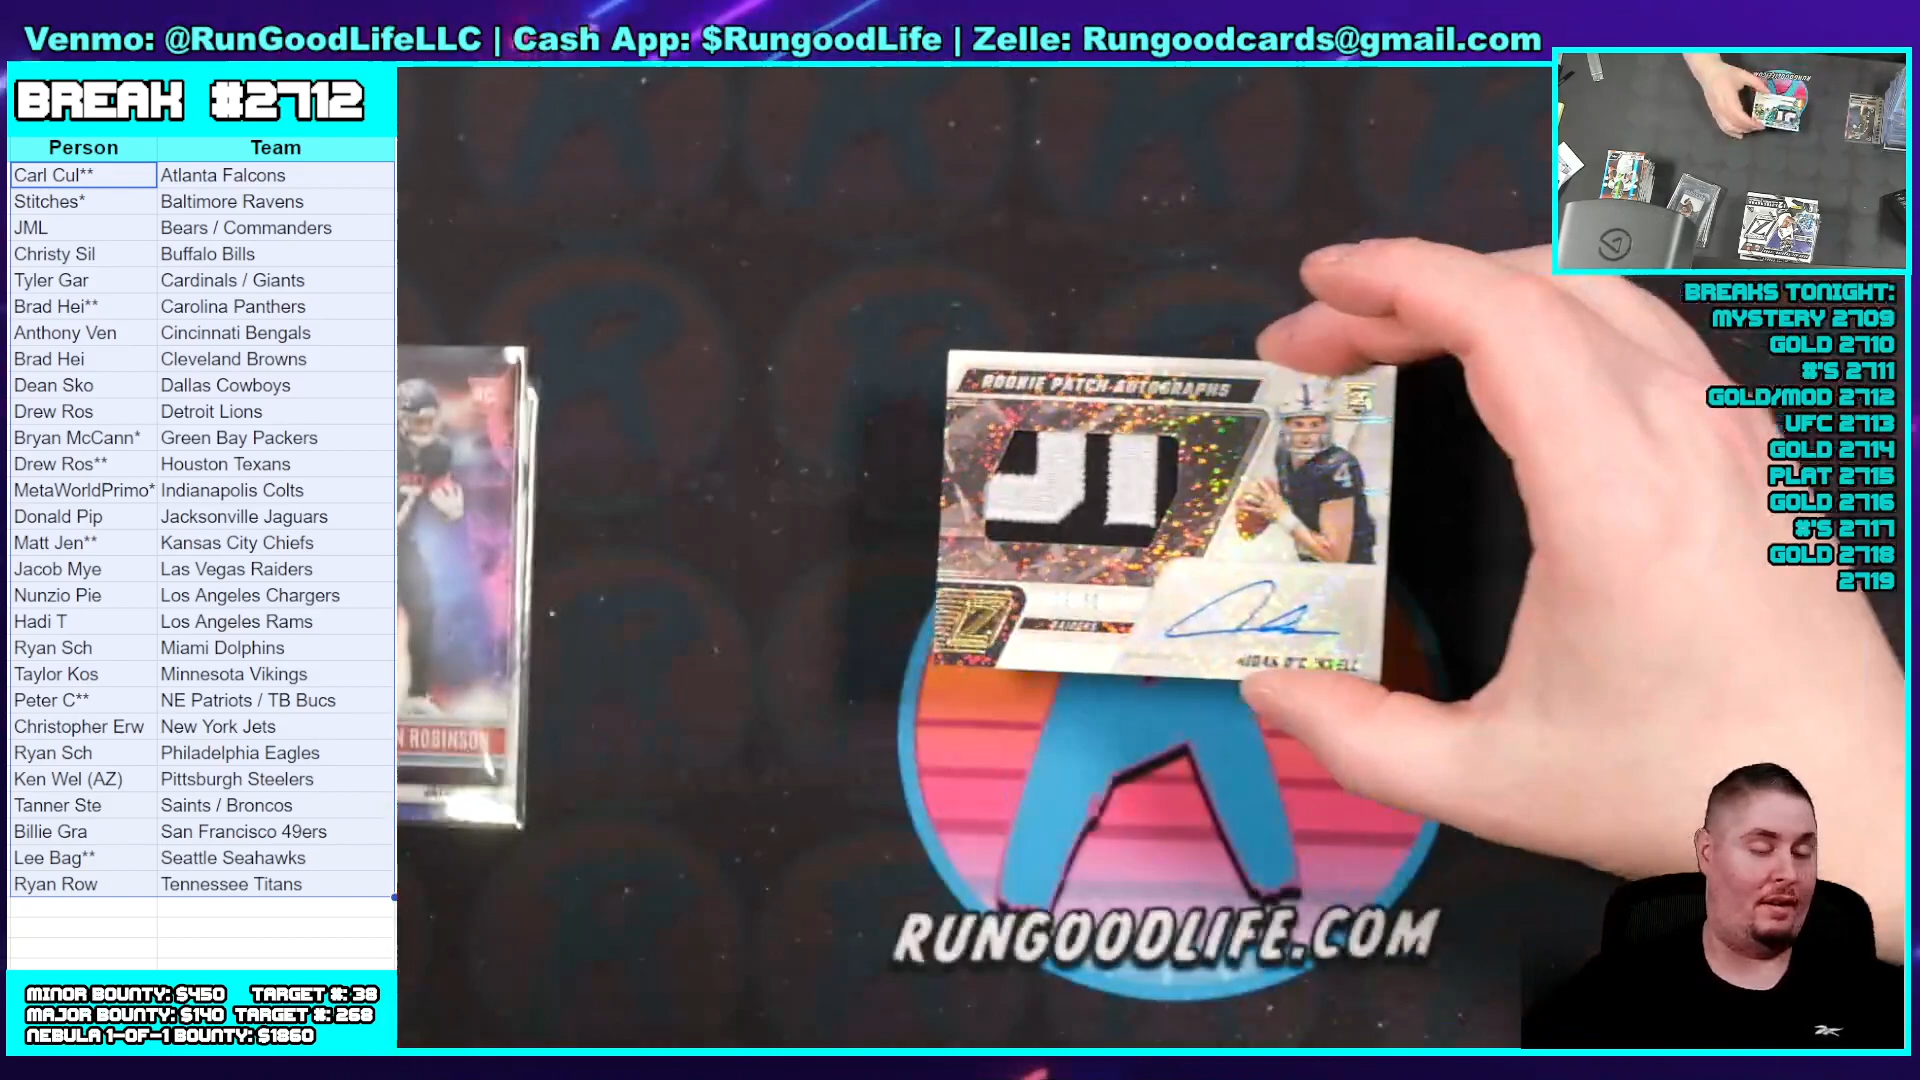 Venmo: @RunGoodLifeLLC | Cash App: $RungoodLife | Zelle: Rungoodcards@gmail.com
BREAK #2712
Person Team
Carl Cul** Atlanta Falcons
Stitches* Baltimore Ravens
JML Bears / Commanders
Christy Sil Buffalo Bills
Tyler Gar Cardinals / Giants
Brad Hei** Carolina Panthers
Anthony Ven Cincinnati Bengals
Brad Hei Cleveland Browns
Dean Sko Dallas Cowboys
Drew Ros Detroit Lions
Bryan McCann* Green Bay Packers
Drew Ros** Houston Texans
MetaWorldPrimo* Indianapolis Colts
Donald Pip Jacksonville Jaguars
Matt Jen** Kansas City Chiefs
Jacob Mye Las Vegas Raiders
Nunzio Pie Los Angeles Chargers
Hadi T Los Angeles Rams
Ryan Sch Miami Dolphins
Taylor Kos Minnesota Vikings
Peter C** NE Patriots / TB Bucs
Christopher Erw New York Jets
Ryan Sch Philadelphia Eagles
Ken Wel (AZ) Pittsburgh Steelers
Tanner Ste Saints / Broncos
Billie Gra San Francisco 49ers
Lee Bag** Seattle Seahawks
Ryan Row Tennessee Titans
MINOR BOUNTY: $450 TARGET #: 38
MAJOR BOUNTY: $140 TARGET #: 268
NEBULA 1-OF-1 BOUNTY: $1860
RC
N ROBINSON
ROOKIE PATCH AUTOGRAPHS
4
Z
RAIDERS
RUNGOODLIFE.COM
BREAKS TONIGHT:
MYSTERY 2709
GOLD 2710
#'S 2711
GOLD/MOD 2712
UFC 2713
GOLD 2714
PLAT 2715
GOLD 2716
#'S 2717
GOLD 2718
2719